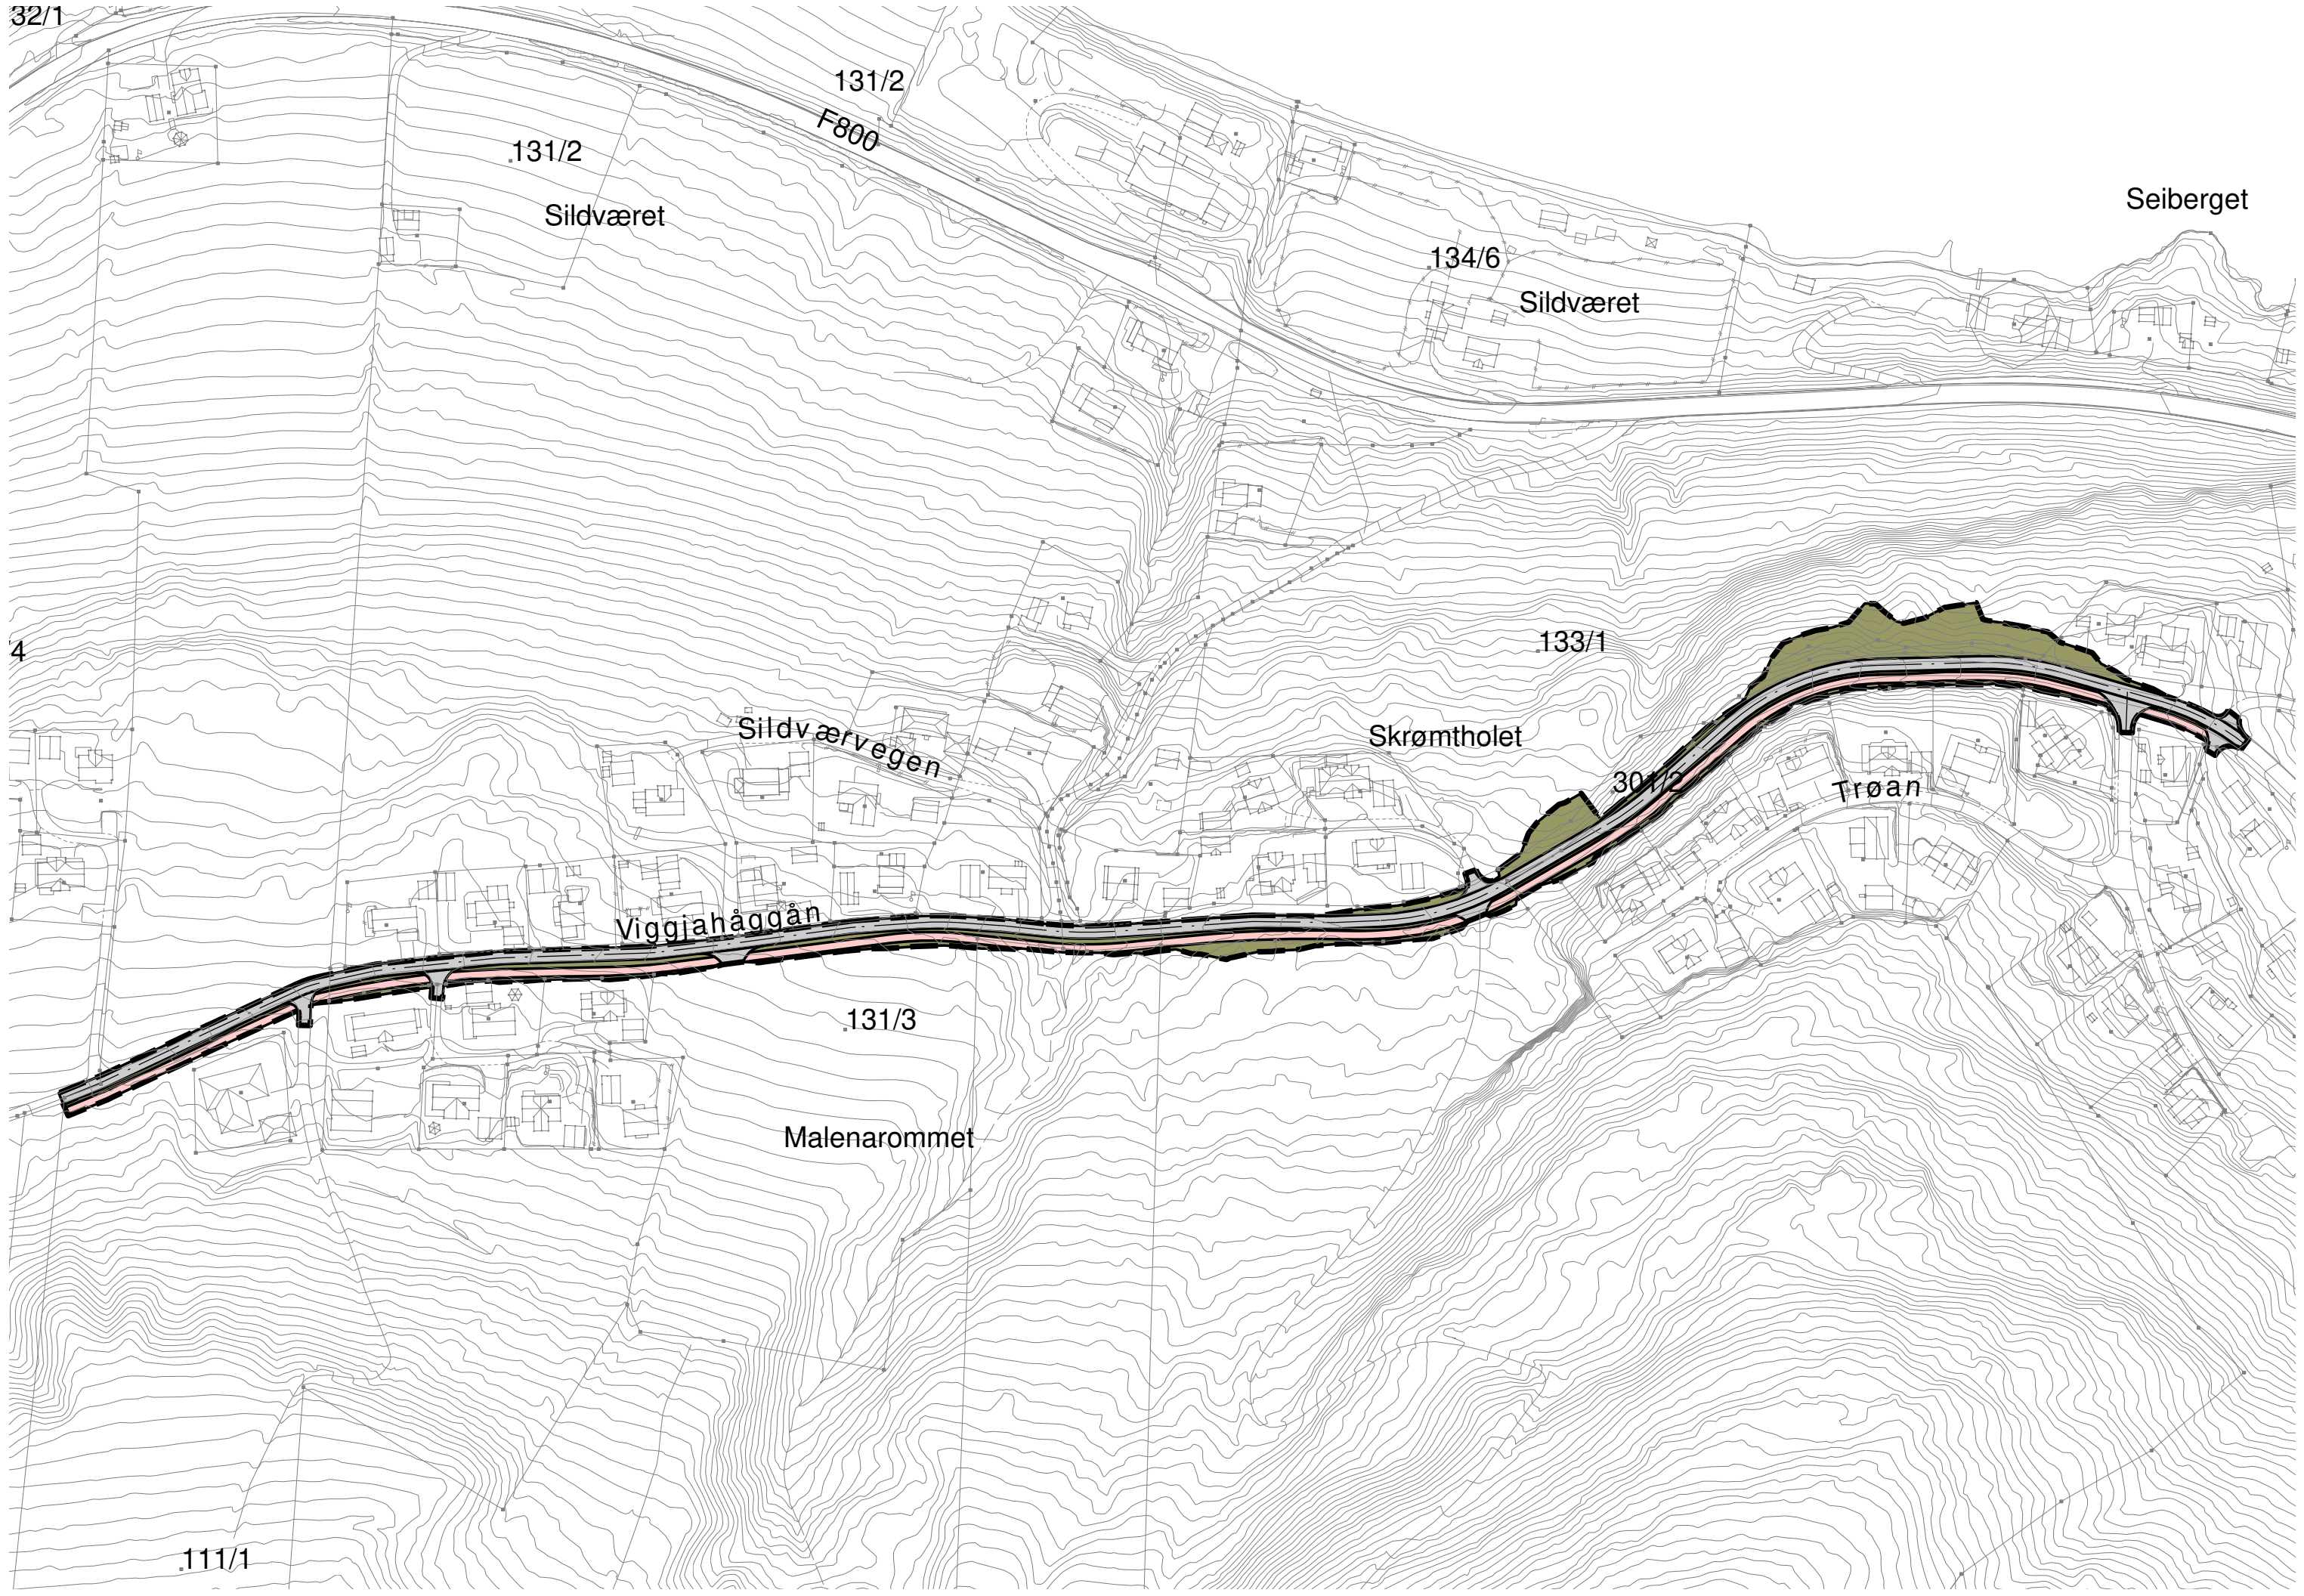 32/1
131/2
F800
131/2
Seiberget
Sildværet
134/6
Sildværet
133/1
/4
Sildværvegen
Skrømtholet
301/2
Trøan
Viggjahåggån
131/3
Malenarommet
111/1